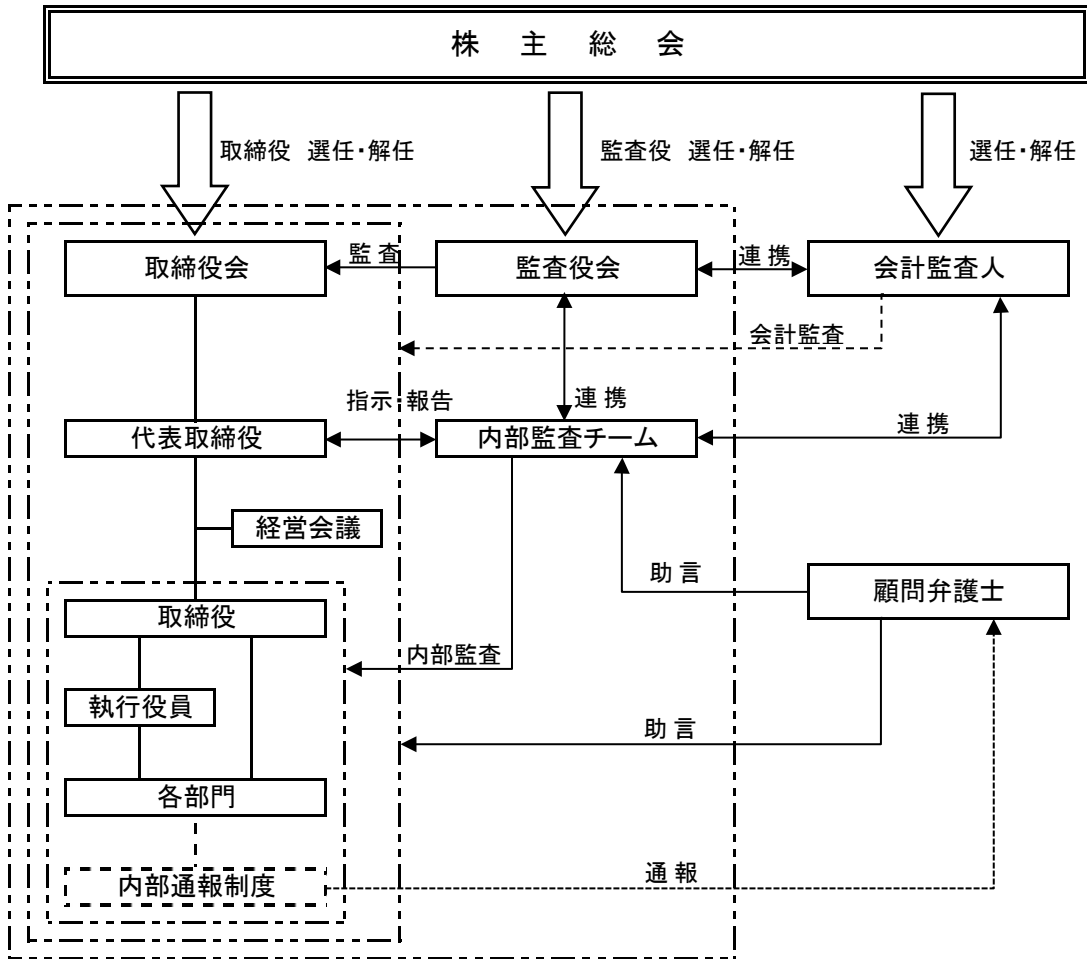 株 主 総 会
取締役 選任・解任
監査役 選任・解任
選任・解任
取締役会
監査
監査役会
連携
会計監査人
会計監査
指示・報告
連携
連携
代表取締役
内部監査チーム
経営会議
助言
顧問弁護士
取締役
内部監査
執行役員
助言
各部門
内部通報制度
通報